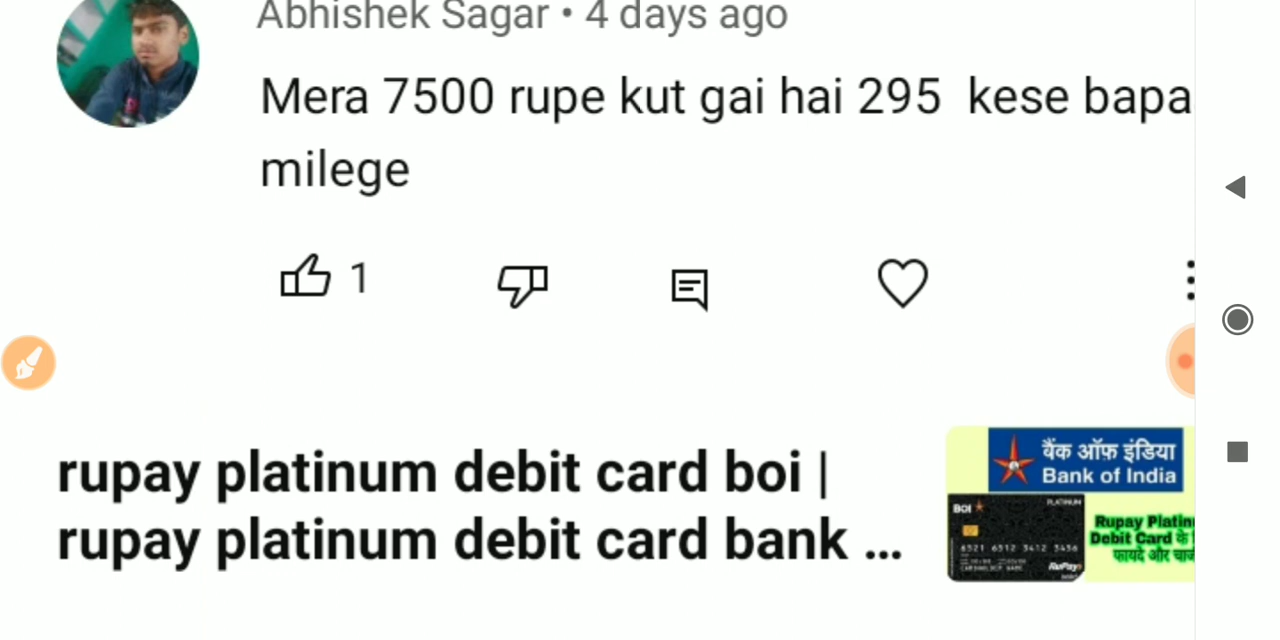 Abhishek Sagar • 4 days ago
Mera 7500 rupe kut gai hai 295 kese bapa
milege
1
rupay platinum debit card boi |
rupay platinum debit card bank ...
बैंक ऑफ इंडिया
Bank of India
BOI
PLATINUM
6521 6512 3412 3456
RuPay
Rupay Platin
Debit Card के
फायदे और चार्ज